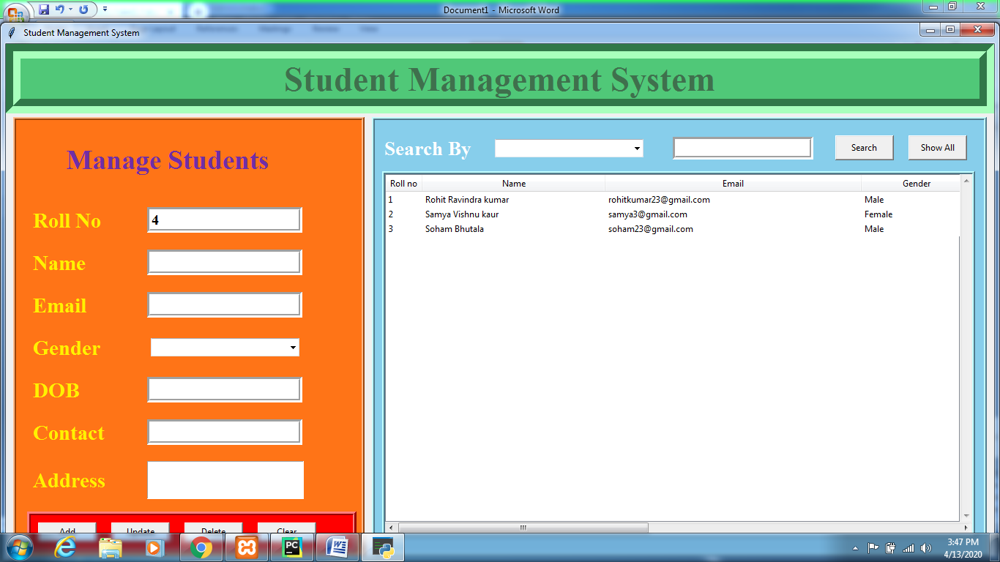 Document1 - Microsoft Word
Student Management System
Student Management System
Manage Students
Roll No 4
Name
Email
Gender
DOB
Contact
Address
Add Update Delete Clear
Search By Search Show All
Roll no Name Email Gender
1 Rohit Ravindra kumar rohitkumar23@gmail.com Male
2 Samya Vishnu kaur samya3@gmail.com Female
3 Soham Bhutala soham23@gmail.com Male
PC
W
3:47 PM
4/13/2020